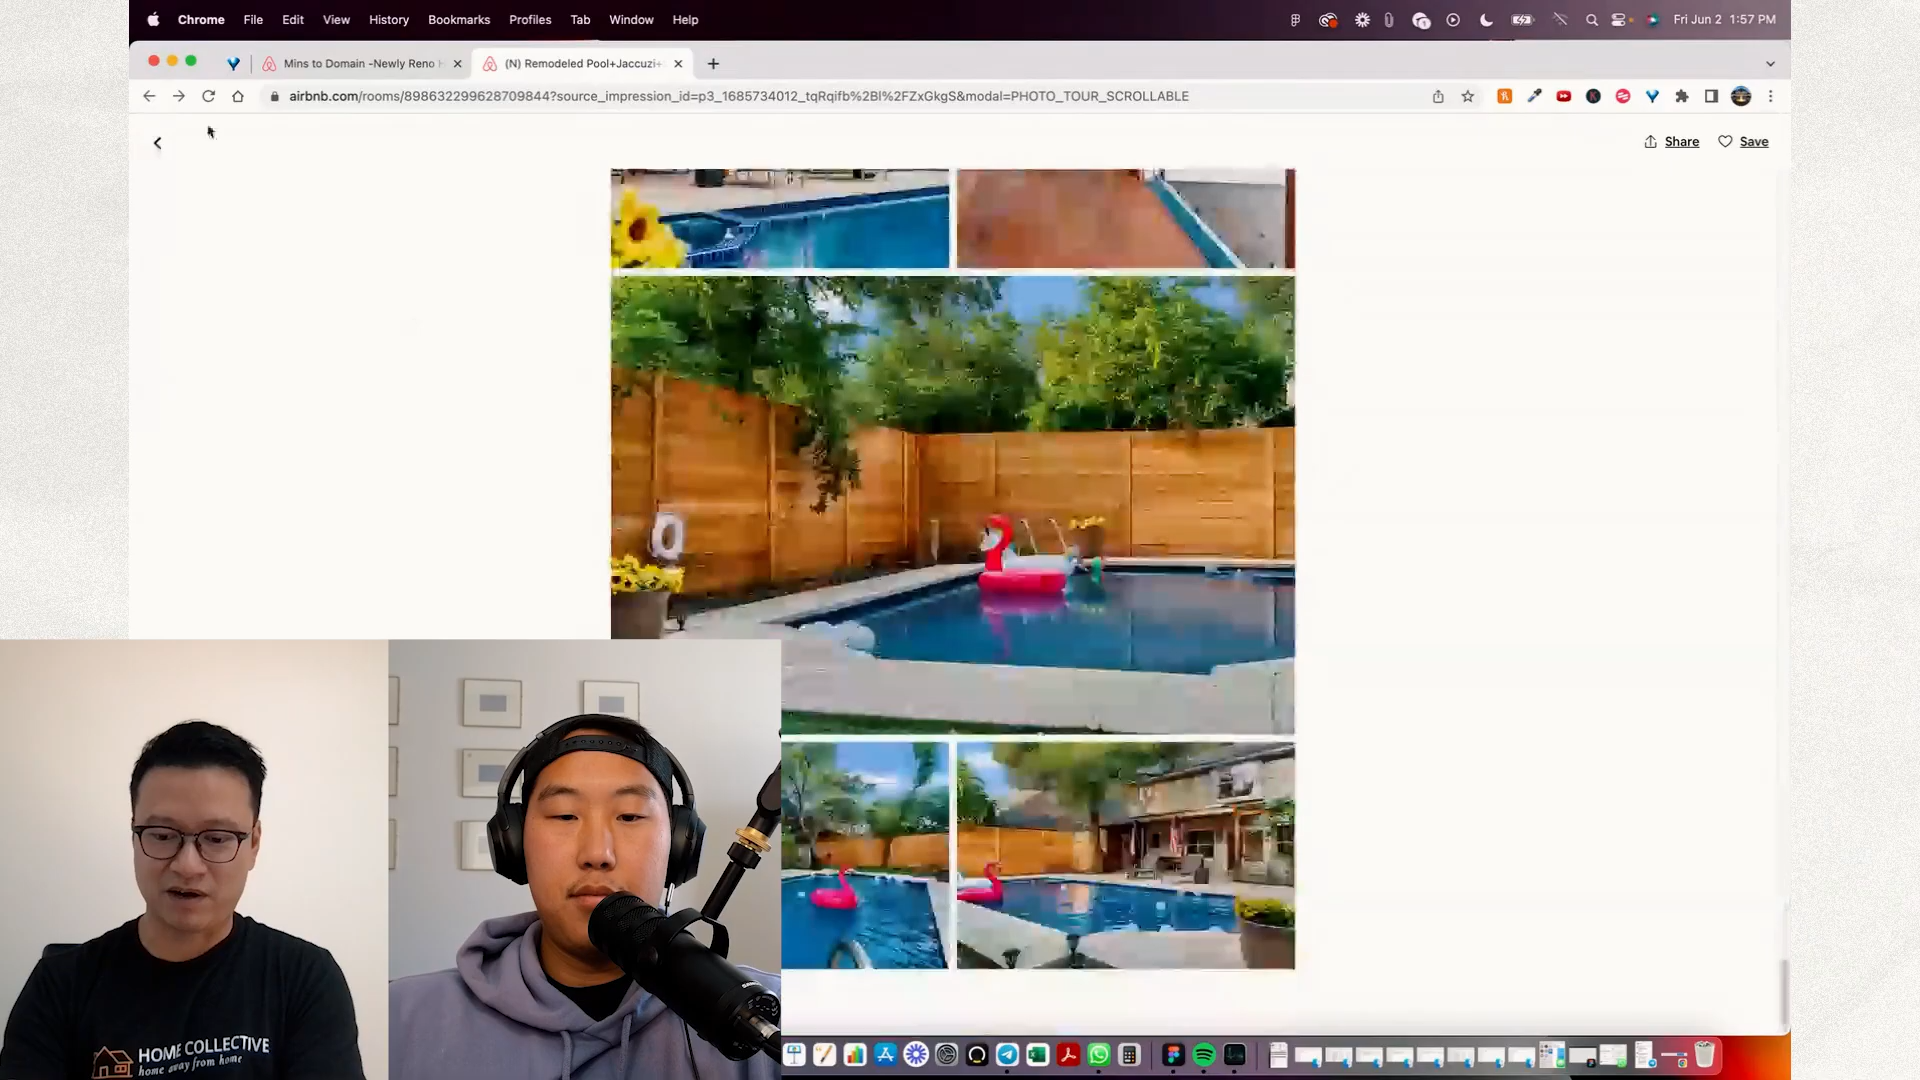 Chrome File Edit View History Bookmarks Profiles Tab Window Help Fri Jun 2 1:57 PM
Mins to Domain -Newly Reno H (N) Remodeled Pool+Jaccuzi+
airbnb.com/rooms/898632299628709844?source_impression_id=p3_1685734012_tqRqifb%2Bl%2FZxGkgS&modal=PHOTO_TOUR_SCROLLABLE
Share Save
HOME COLLECTIVE
home away from home